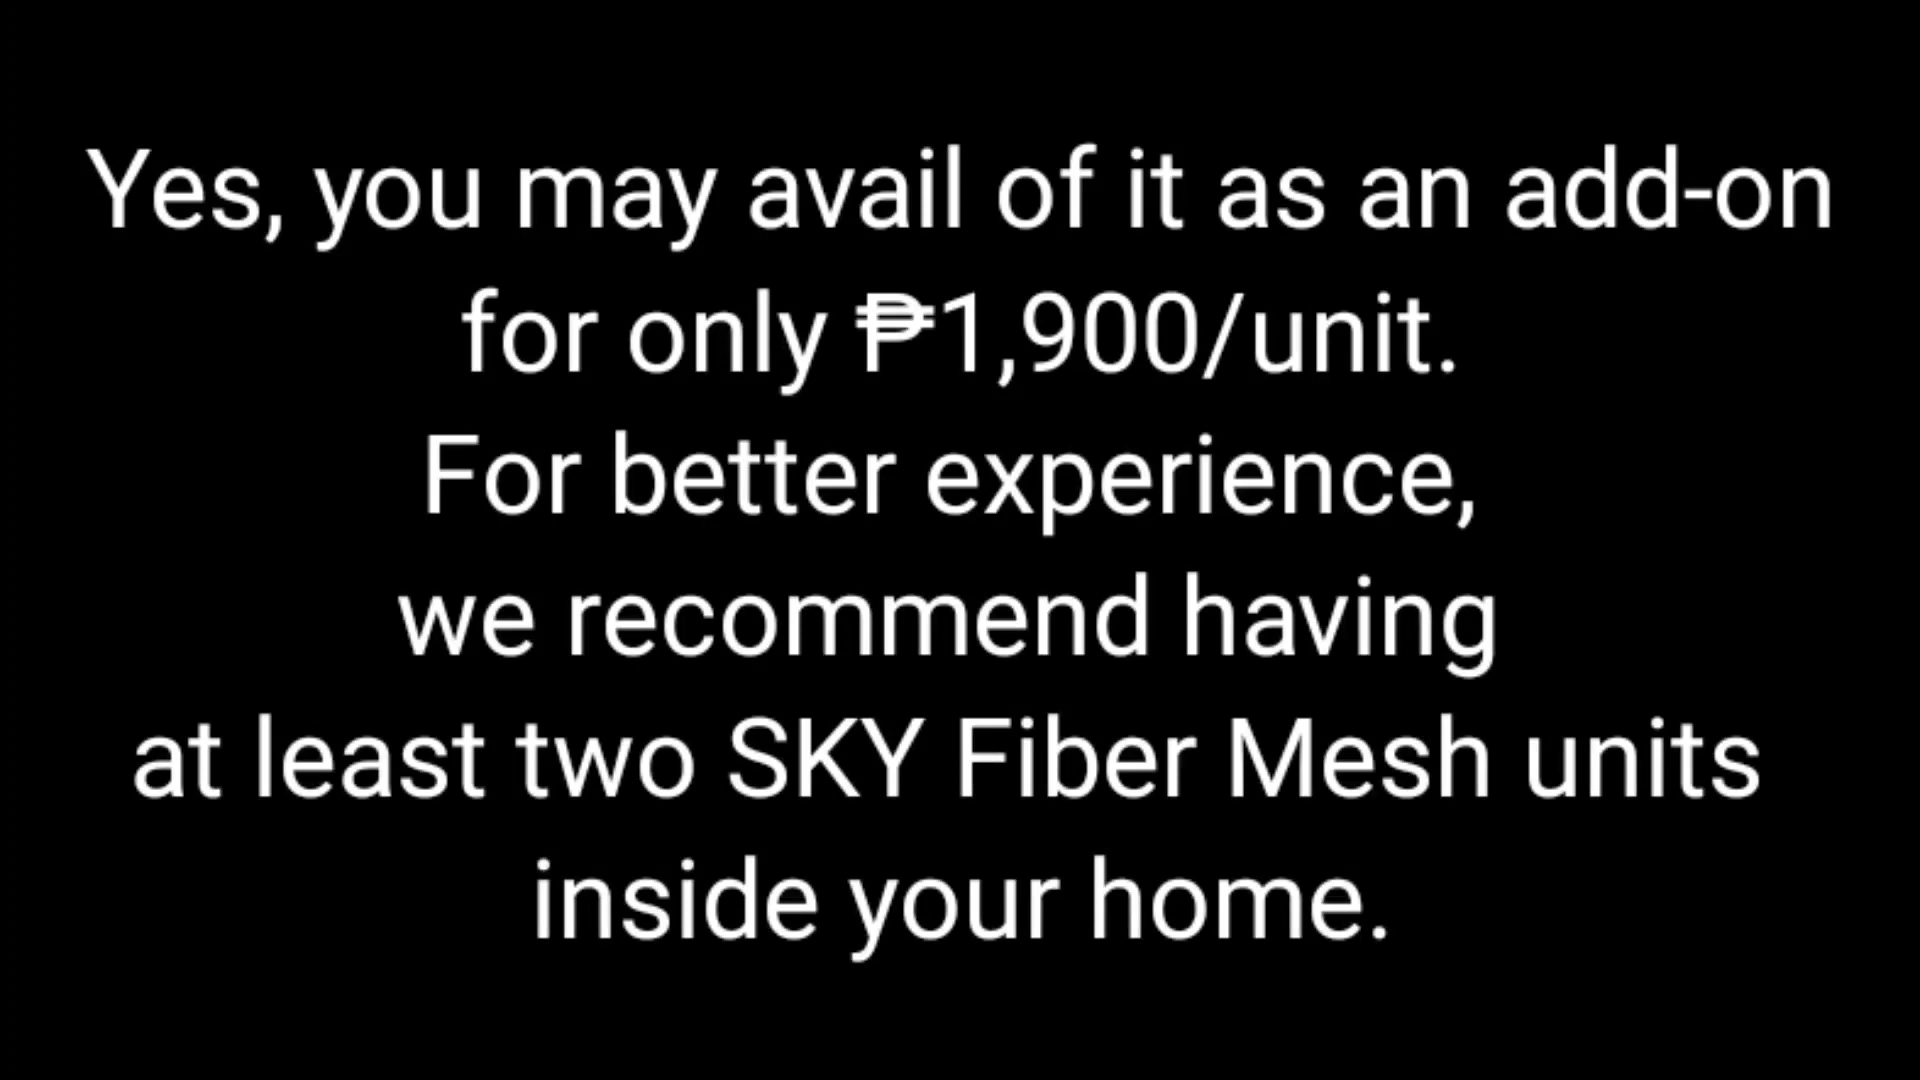 Yes, you may avail of it as an add-on
for only ₱1,900/unit.
For better experience,
we recommend having
at least two SKY Fiber Mesh units
inside your home.